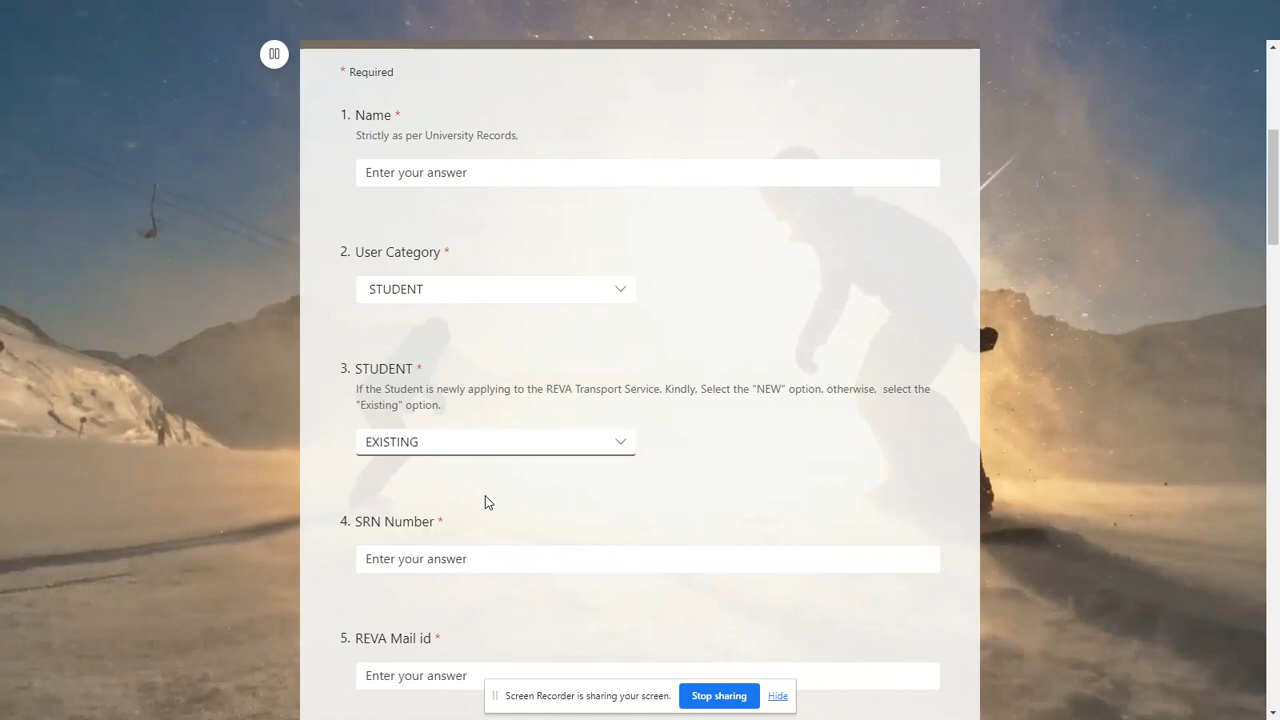 * Required
1. Name *
Strictly as per University Records,
Enter your answer
2. User Category *
STUDENT
3. STUDENT *
If the Student is newly applying to the REVA Transport Service. Kindly, Select the "NEW" option. otherwise,  select the
"Existing" option.
EXISTING
4. SRN Number *
Enter your answer
5. REVA Mail id *
Enter your answer
Screen Recorder is sharing your screen. Stop sharing Hide